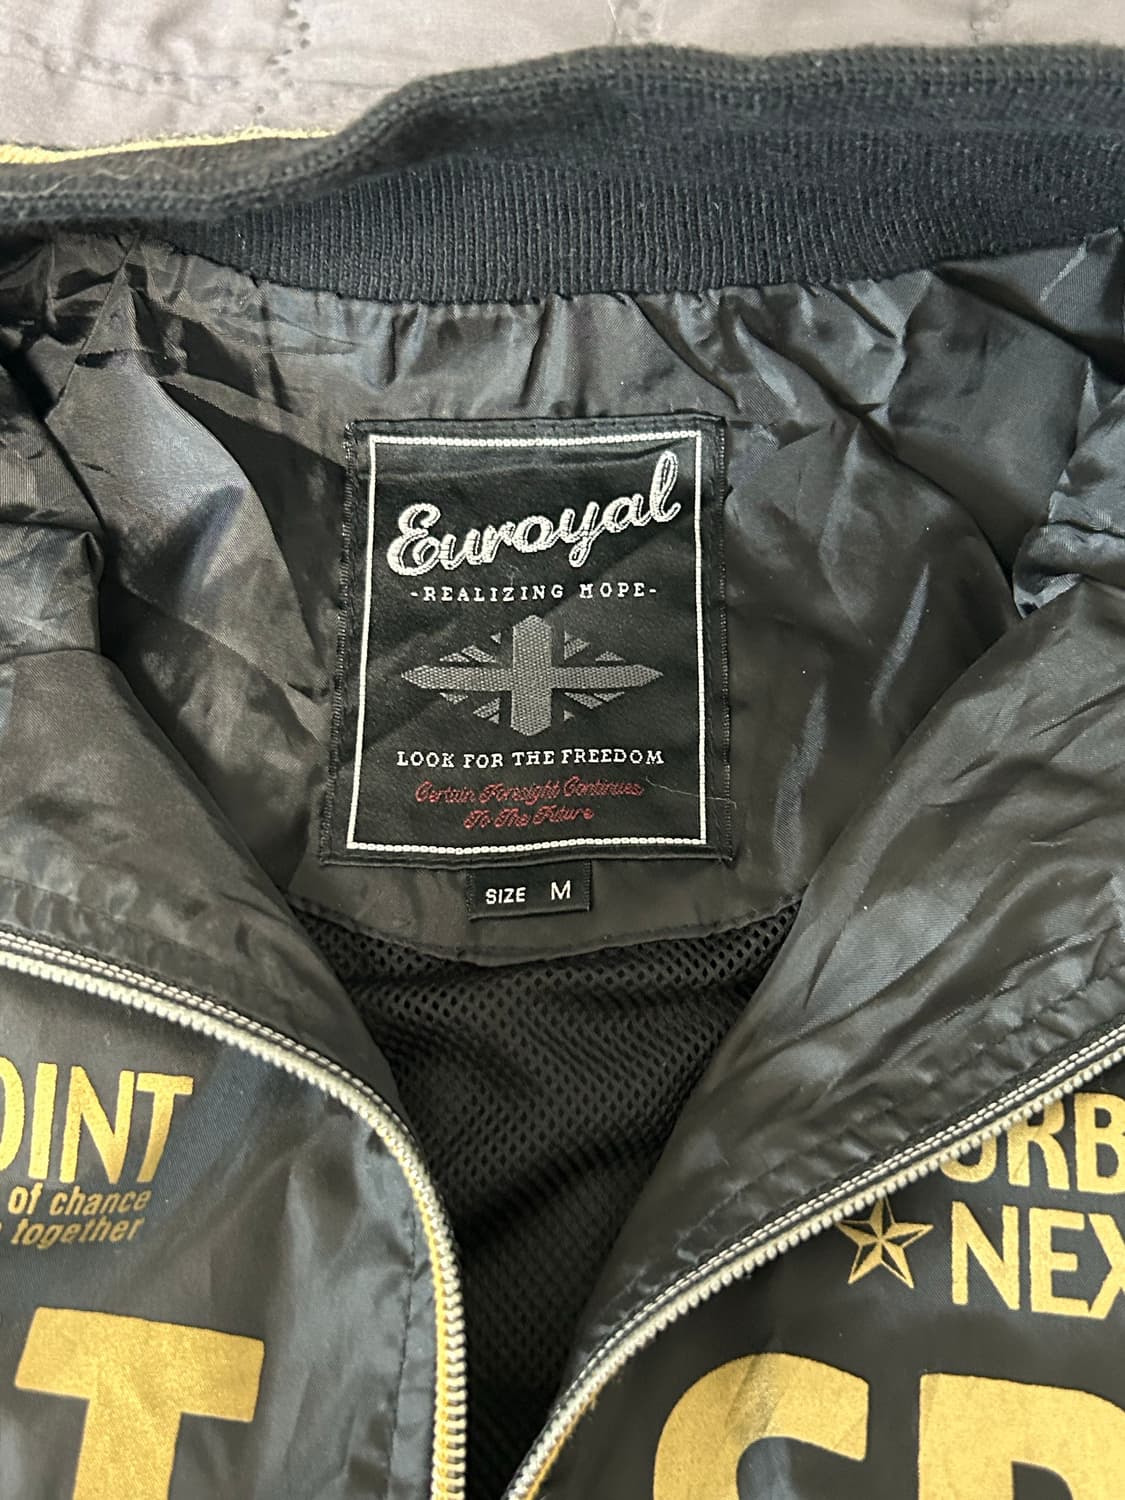 Euroyal
-REALIZING HOPE-
LOOK FOR THE FREEDOM
Certain Foresight Continues
To The Future
SIZE M
OINT
of chance
together
T
URB
NEX